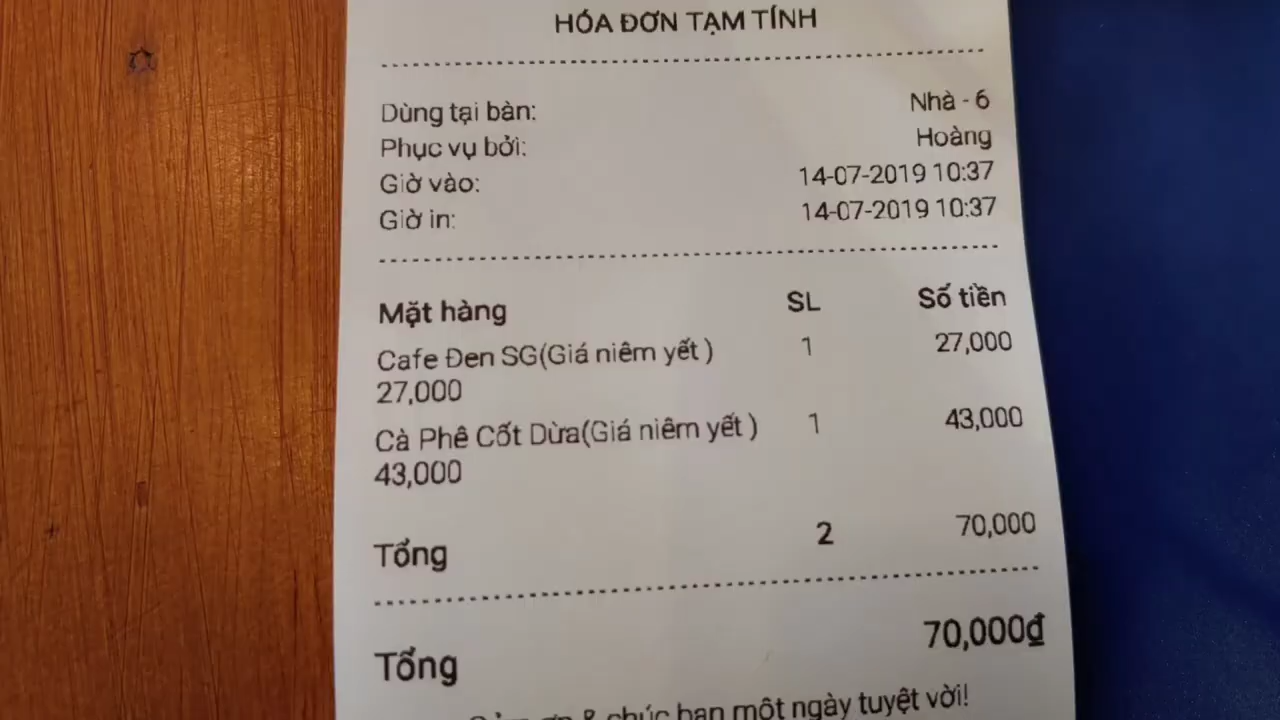 HÓA ĐƠN TẠM TÍNH
Dùng tại bàn: Nhà - 6
Phục vụ bởi: Hoàng
Giờ vào: 14-07-2019 10:37
Giờ in: 14-07-2019 10:37
Mặt hàng SL Số tiền
Cafe Đen SG(Giá niêm yết ) 1 27,000
27,000
Cà Phê Cốt Dừa(Giá niêm yết ) 1 43,000
43,000
Tổng 2 70,000
Tổng 70,000₫
& chúc bạn một ngày tuyệt vời!